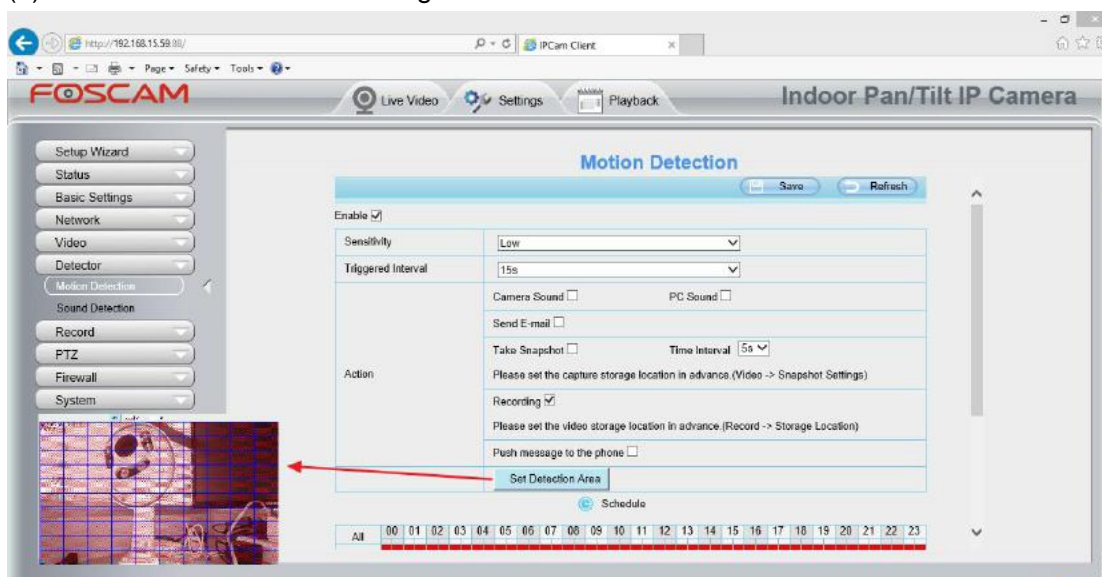 http://192.168.15.59:88/
IPCam Client
Page Safety Tools
FOSCAM
Live Video
Settings
Playback
Indoor Pan/Tilt IP Camera
Setup Wizard
Status
Basic Settings
Network
Video
Detector
Motion Detection
Sound Detection
Record
PTZ
Firewall
System
Motion Detection
Save
Refresh
Enable
Sensitivity
Low
Triggered Interval
15s
Action
Camera Sound
PC Sound
Send E-mail
Take Snapshot
Time Interval 5s
Please set the capture storage location in advance.(Video -> Snapshot Settings)
Recording
Please set the video storage location in advance.(Record -> Storage Location)
Push message to the phone
Set Detection Area
Schedule
All 00 01 02 03 04 05 06 07 08 09 10 11 12 13 14 15 16 17 18 19 20 21 22 23